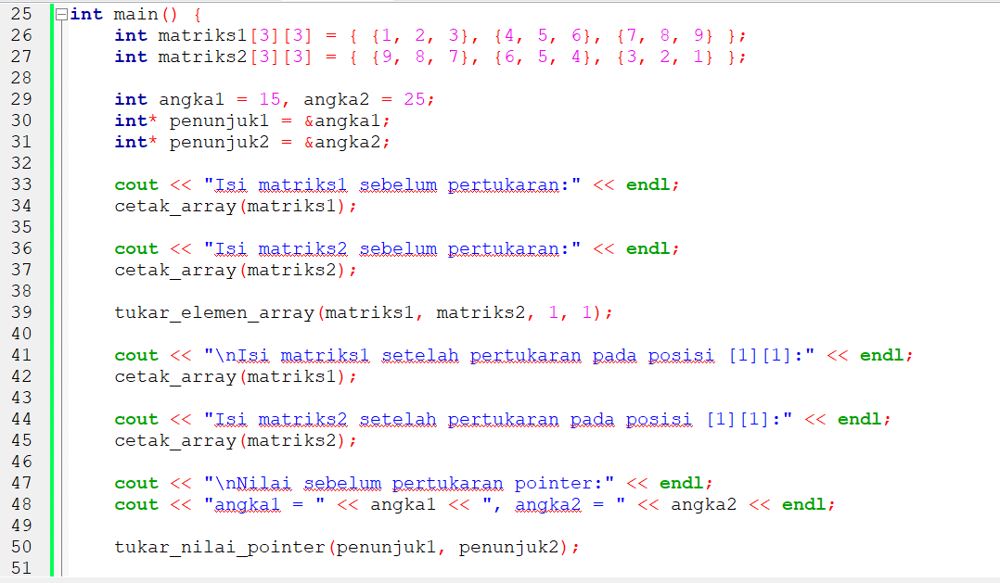 25 int main() {
26 int matriks1[3][3] = { {1, 2, 3}, {4, 5, 6}, {7, 8, 9} };
27 int matriks2[3][3] = { {9, 8, 7}, {6, 5, 4}, {3, 2, 1} };
28
29 int angka1 = 15, angka2 = 25;
30 int* penunjuk1 = &angka1;
31 int* penunjuk2 = &angka2;
32
33 cout << "Isi matriks1 sebelum pertukaran:" << endl;
34 cetak_array(matriks1);
35
36 cout << "Isi matriks2 sebelum pertukaran:" << endl;
37 cetak_array(matriks2);
38
39 tukar_elemen_array(matriks1, matriks2, 1, 1);
40
41 cout << "\nIsi matriks1 setelah pertukaran pada posisi [1][1]:" << endl;
42 cetak_array(matriks1);
43
44 cout << "Isi matriks2 setelah pertukaran pada posisi [1][1]:" << endl;
45 cetak_array(matriks2);
46
47 cout << "\nNilai sebelum pertukaran pointer:" << endl;
48 cout << "angka1 = " << angka1 << ", angka2 = " << angka2 << endl;
49
50 tukar_nilai_pointer(penunjuk1, penunjuk2);
51